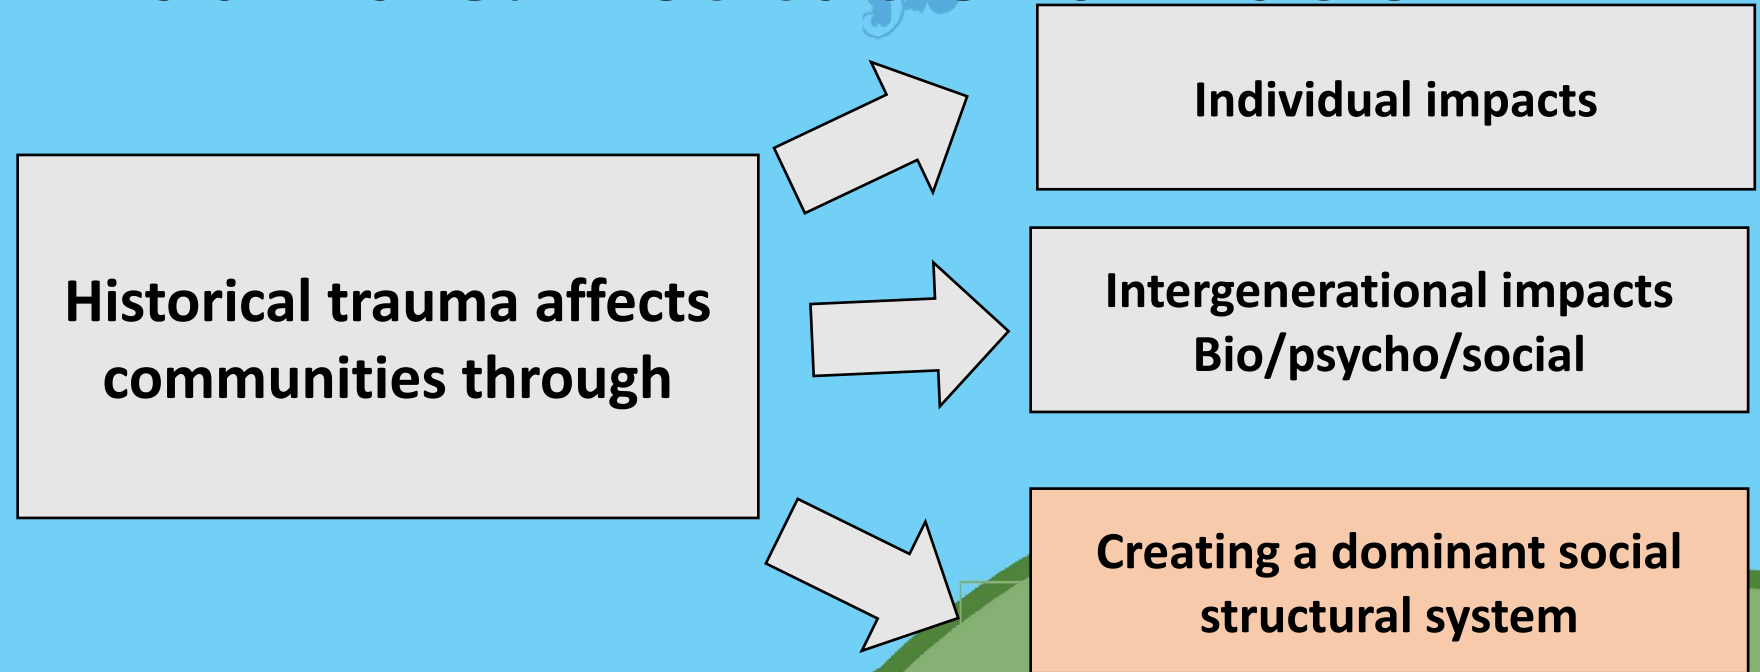 Historical trauma affects
communities through
Individual impacts
Intergenerational impacts
Bio/psycho/social
Creating a dominant social
structural system